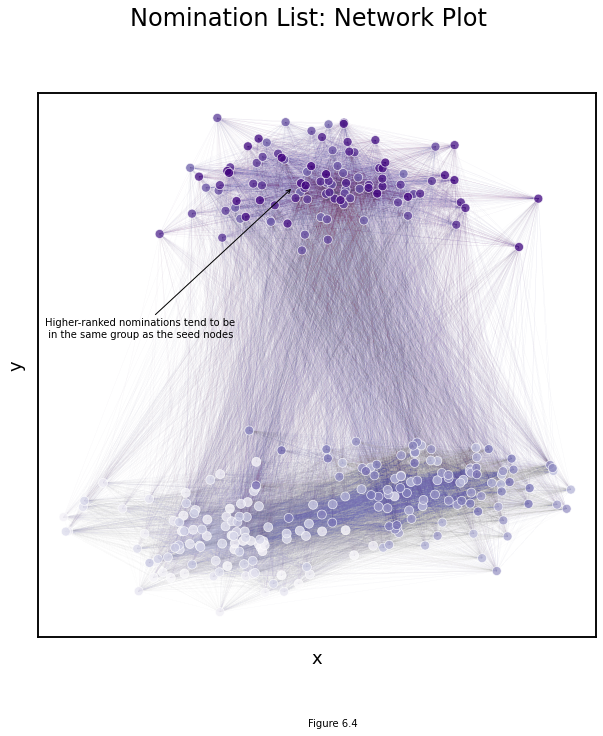 Nomination List: Network Plot
Higher-ranked nominations tend to be
in the same group as the seed nodes
y
x
Figure 6.4